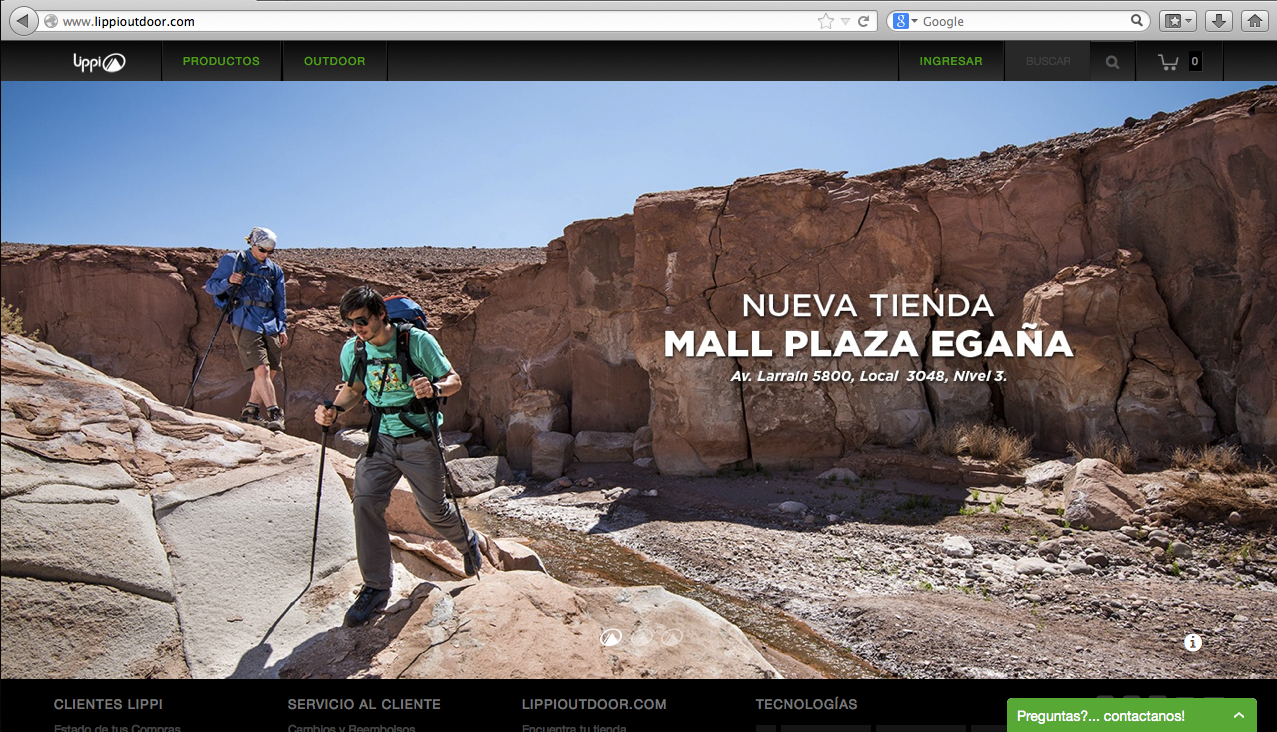 www.lippioutdoor.com
8
Google
lippi
PRODUCTOS
OUTDOOR
INGRESAR
BUSCAR
0
NUEVA TIENDA
MALL PLAZA EGAÑA
Av. Larraín 5800, Local 3048, Nivel 3.
i
CLIENTES LIPPI
SERVICIO AL CLIENTE
LIPPIOUTDOOR.COM
TECNOLOGÍAS
Estado de tus Compras
Cambios y Reembolsos
Encuentra tu tienda
Preguntas?... contactanos!